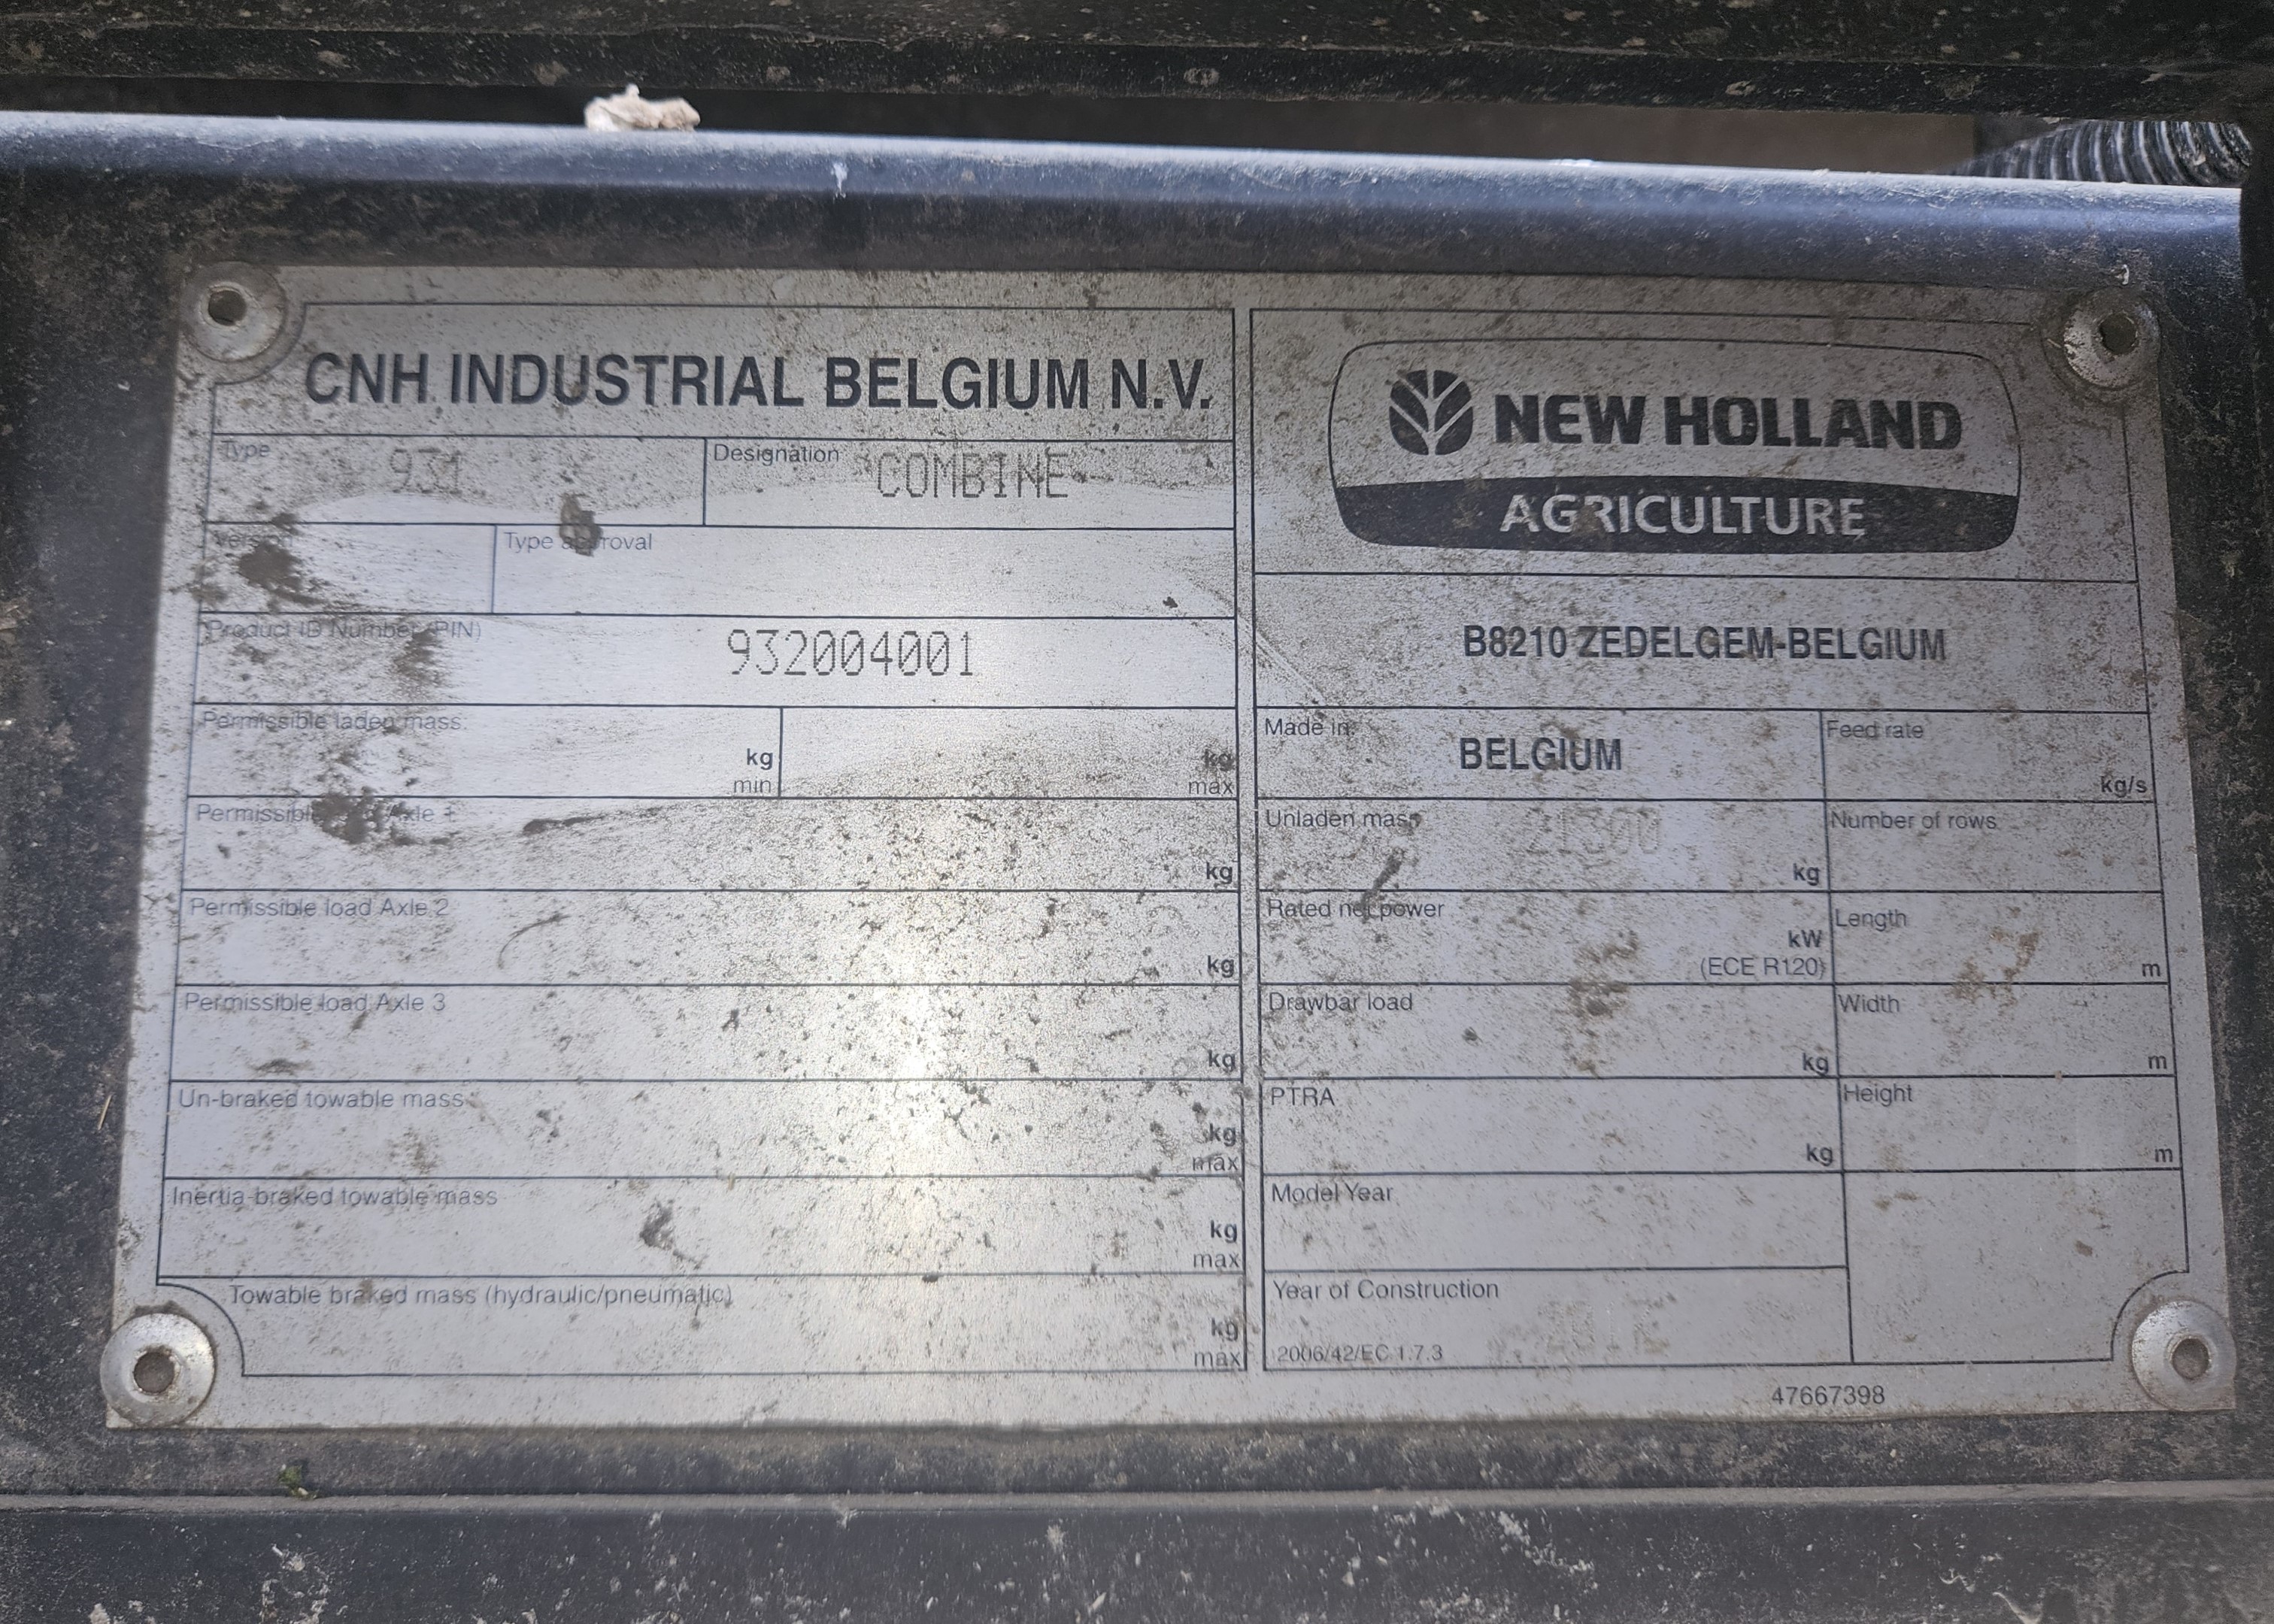 CNH INDUSTRIAL BELGIUM N.V.
Type 931 Designation COMBINE
Version Type approval
Product ID Number (PIN) 932004001
Permissible laden mass kg min kg max
Permissible load Axle 1 kg
Permissible load Axle 2 kg
Permissible load Axle 3 kg
Un-braked towable mass kg max
Inertia-braked towable mass kg max
Towable braked mass (hydraulic/pneumatic) kg max
NEW HOLLAND
AGRICULTURE
B8210 ZEDELGEM-BELGIUM
Made in BELGIUM Feed rate kg/s
Unladen mass kg Number of rows
Rated net power kW (ECE R120) Length m
Drawbar load kg Width m
PTRA kg Height m
Model Year
Year of Construction
2006/42/EC 1.7.3
47667398